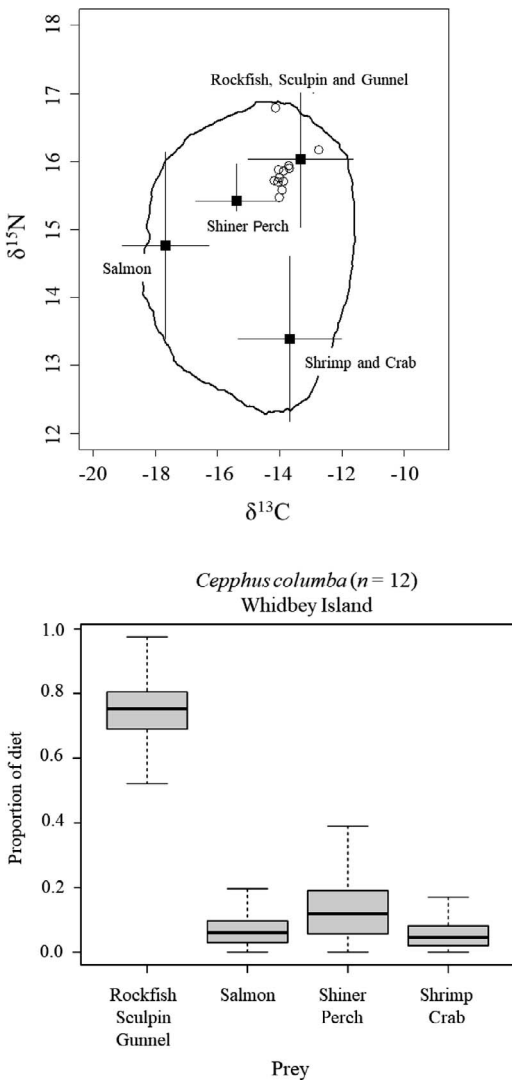 18
17
16
15
14
13
12
δ15N
Rockfish, Sculpin and Gunnel
Shiner Perch
Salmon
Shrimp and Crab
-20 -18 -16 -14 -12 -10
δ13C
Cepphus columba (n = 12)
Whidbey Island
1.0
0.8
0.6
0.4
0.2
0.0
Proportion of diet
Rockfish Salmon Shiner Shrimp
Sculpin Perch Crab
Gunnel
Prey